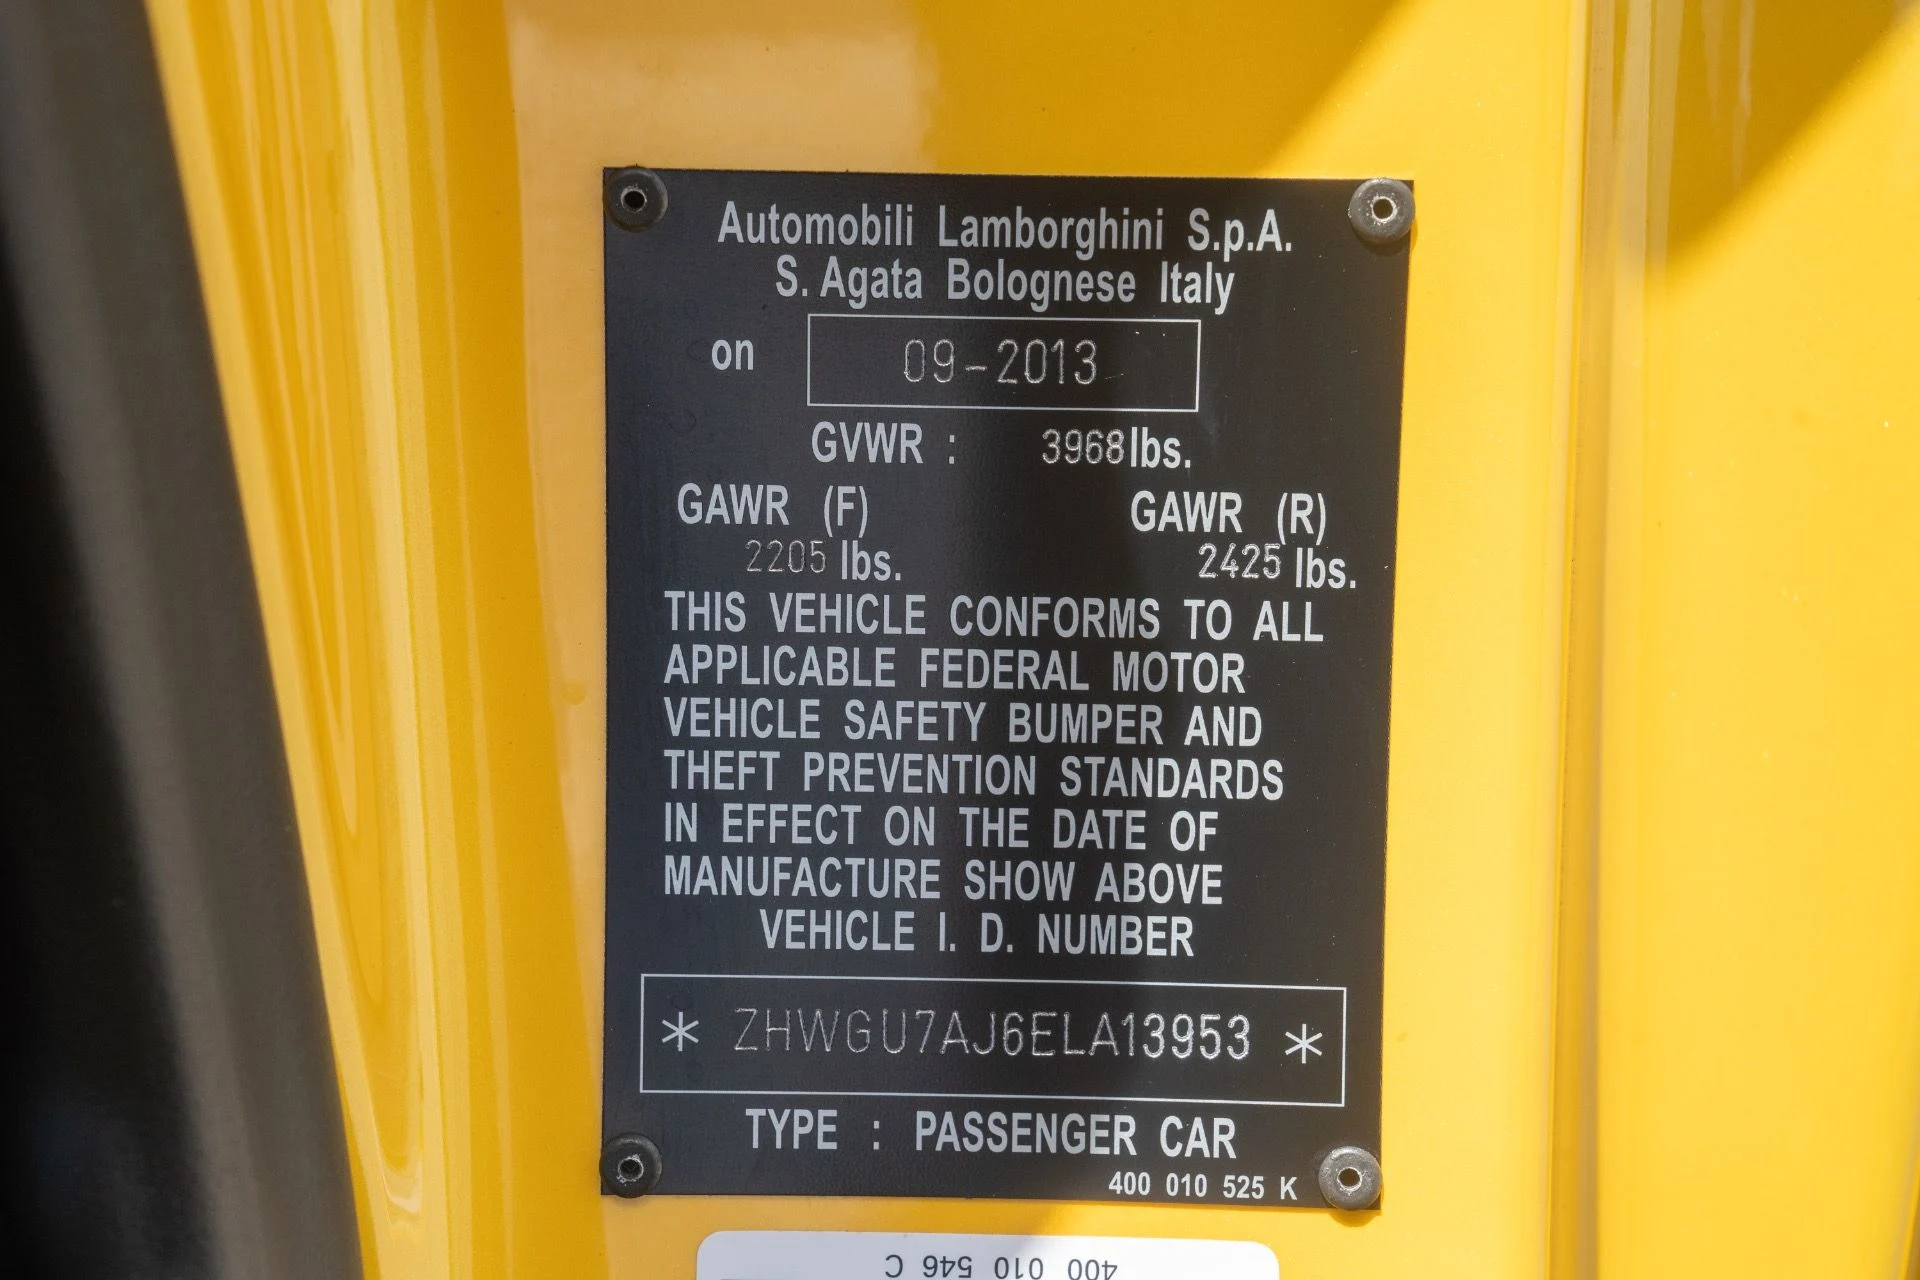 Automobili Lamborghini S.p.A.
S. Agata Bolognese Italy
on 09-2013
GVWR : 3968 lbs.
GAWR (F) GAWR (R)
2205 lbs. 2425 lbs.
THIS VEHICLE CONFORMS TO ALL
APPLICABLE FEDERAL MOTOR
VEHICLE SAFETY BUMPER AND
THEFT PREVENTION STANDARDS
IN EFFECT ON THE DATE OF
MANUFACTURE SHOW ABOVE
VEHICLE I. D. NUMBER
* ZHWGU7AJ6ELA13953 *
TYPE : PASSENGER CAR
400 010 525 K
400 010 546 C